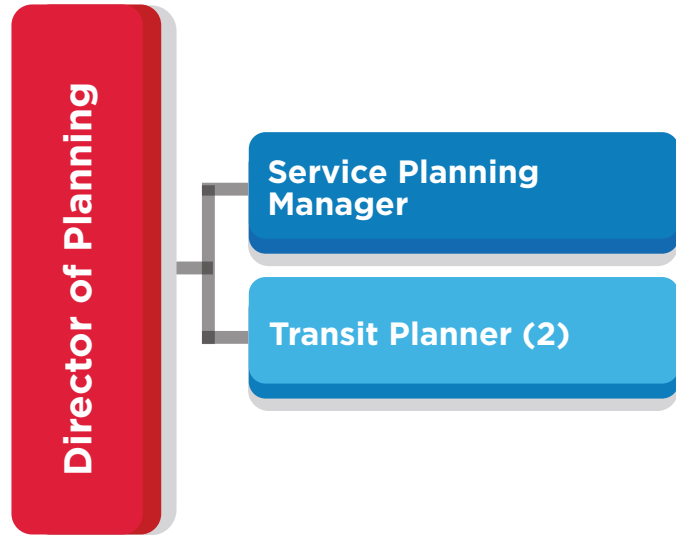 Director of Planning
Service Planning
Manager
Transit Planner (2)